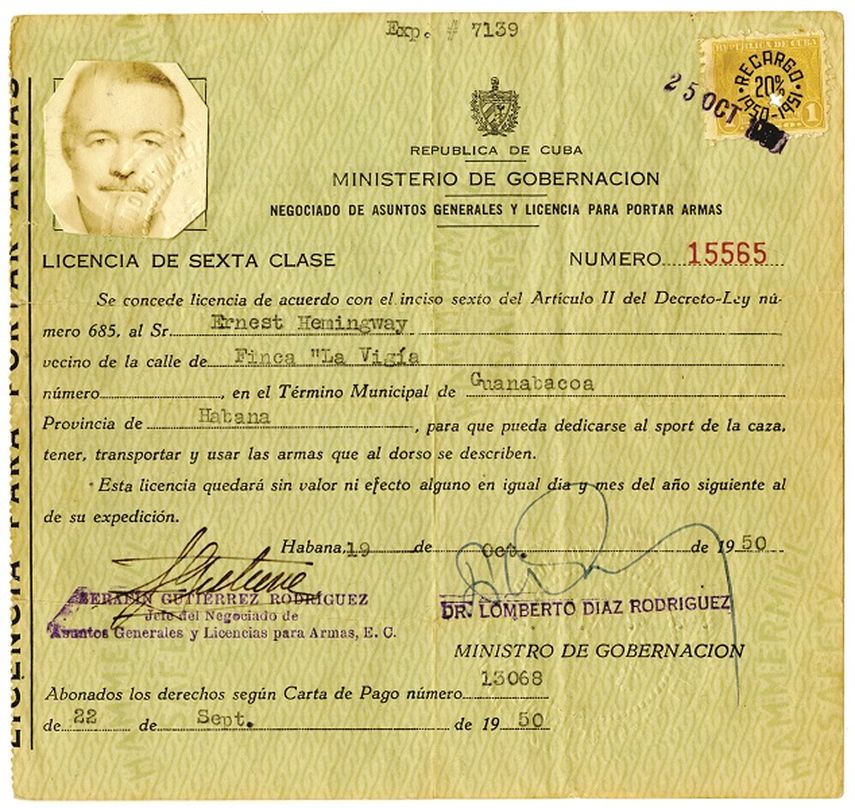 Exp. # 7139
REPUBLICA DE CUBA
RECARGO
20%
1950-1951
1
25 OCT
REPUBLICA DE CUBA
MINISTERIO DE GOBERNACION
NEGOCIADO DE ASUNTOS GENERALES Y LICENCIA PARA PORTAR ARMAS
LICENCIA DE SEXTA CLASE
NUMERO 15565
Se concede licencia de acuerdo con el inciso sexto del Artículo II del Decreto-Ley nú-
mero 685, al Sr. Ernest Hemingway
vecino de la calle de Finca "La Vigía
número, en el Término Municipal de Guanabacoa
Provincia de Habana, para que pueda dedicarse al sport de la caza,
tener, transportar y usar las armas que al dorso se describen.
Esta licencia quedará sin valor ni efecto alguno en igual día y mes del año siguiente al
de su expedición.
Habana, 19 de Oct. de 1950
SERAFIN GUTIÉRREZ RODRÍGUEZ
Jefe del Negociado de
Asuntos Generales y Licencias para Armas, E. C.
DR. LOMBERTO DIAZ RODRIGUEZ
MINISTRO DE GOBERNACION
Abonados los derechos según Carta de Pago número 13068
de 22 de Sept. de 1950
LICENCIA PARA PORTAR ARMAS